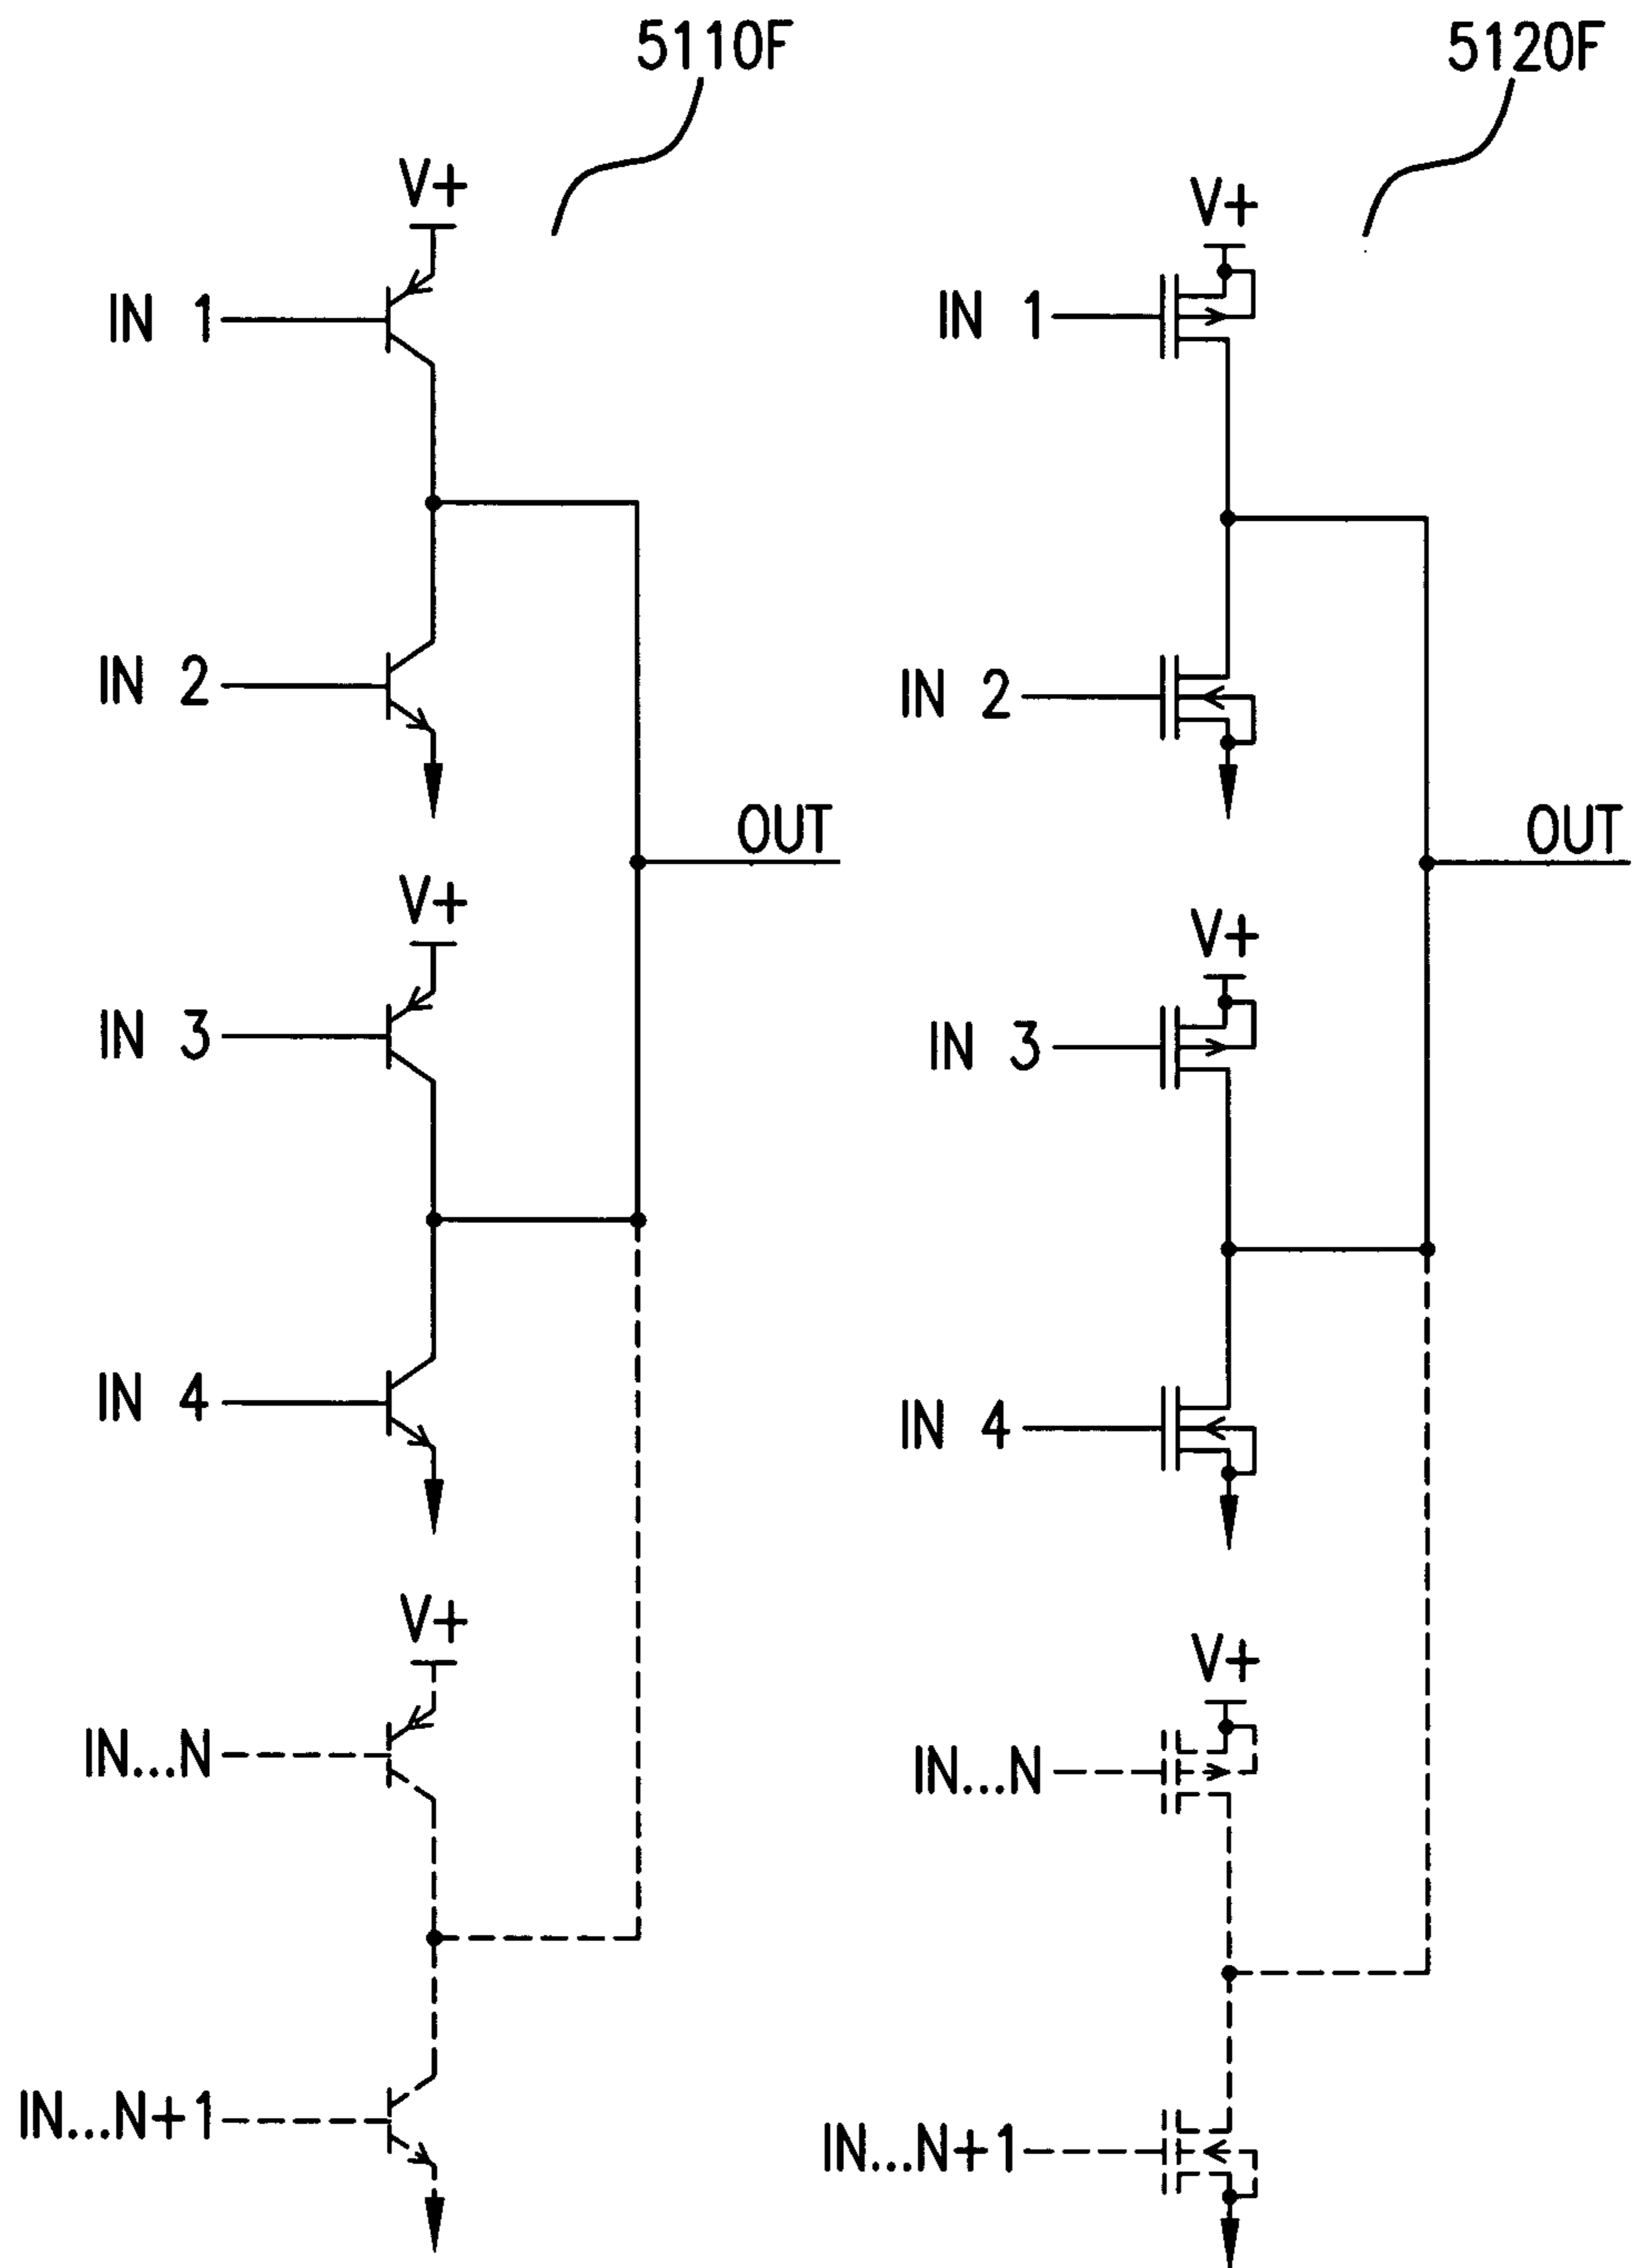 5110F
V+
IN 1
IN 2
OUT
V+
IN 3
IN 4
V+
IN...N
IN...N+1
5120F
V+
IN 1
IN 2
OUT
V+
IN 3
IN 4
V+
IN...N
IN...N+1